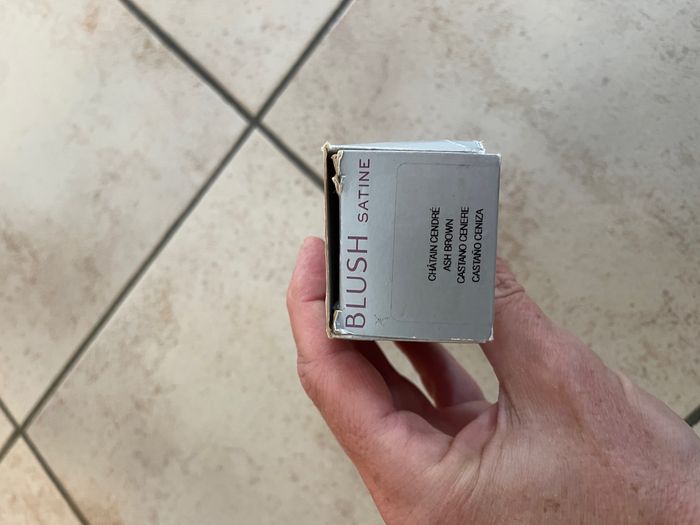 BLUSH SATINE
CHÂTAIN CENDRÉ
ASH BROWN
CASTANO CENERE
CASTAÑO CENIZA